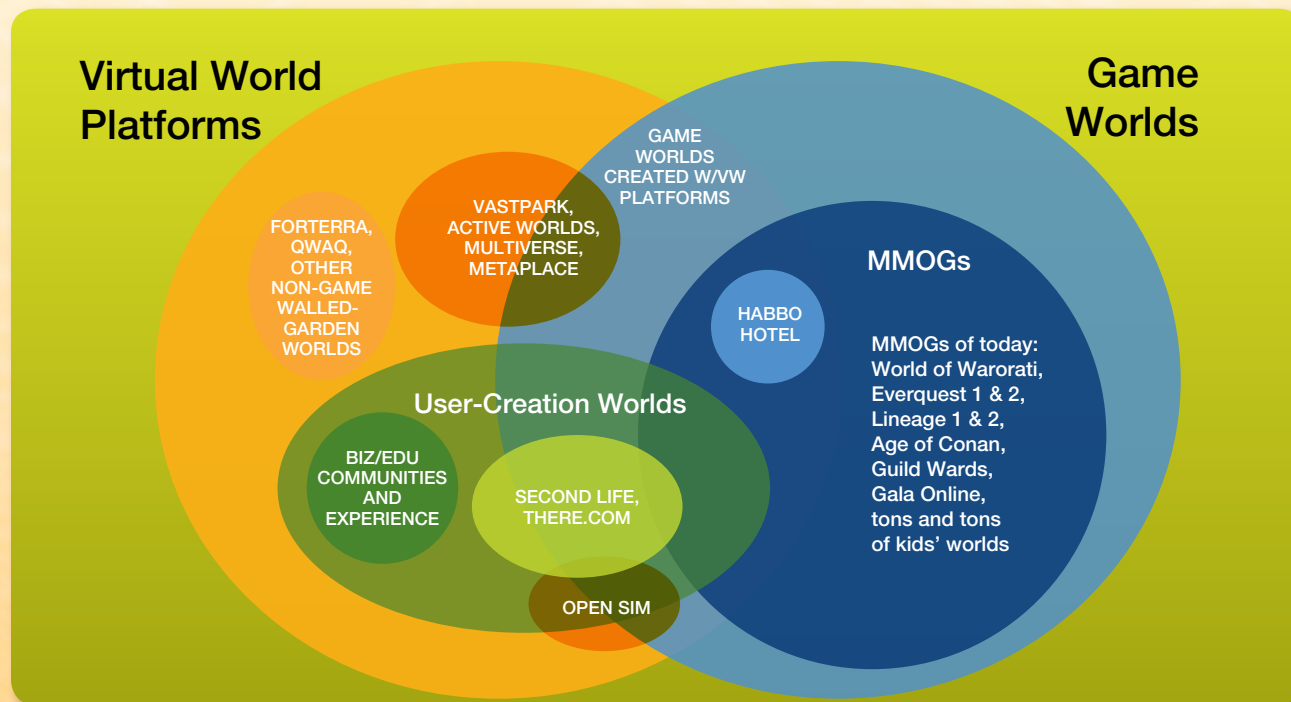 Virtual World
Platforms
Game
Worlds
GAME
WORLDS
CREATED W/VW
PLATFORMS
VASTPARK,
ACTIVE WORLDS,
MULTIVERSE,
METAPLACE
FORTERRA,
QWAQ,
OTHER
NON-GAME
WALLED-
GARDEN
WORLDS
MMOGs
HABBO
HOTEL
MMOGs of today:
World of Warorati,
Everquest 1 & 2,
Lineage 1 & 2,
Age of Conan,
Guild Wards,
Gala Online,
tons and tons
of kids’ worlds
User-Creation Worlds
BIZ/EDU
COMMUNITIES
AND
EXPERIENCE
SECOND LIFE,
THERE.COM
OPEN SIM